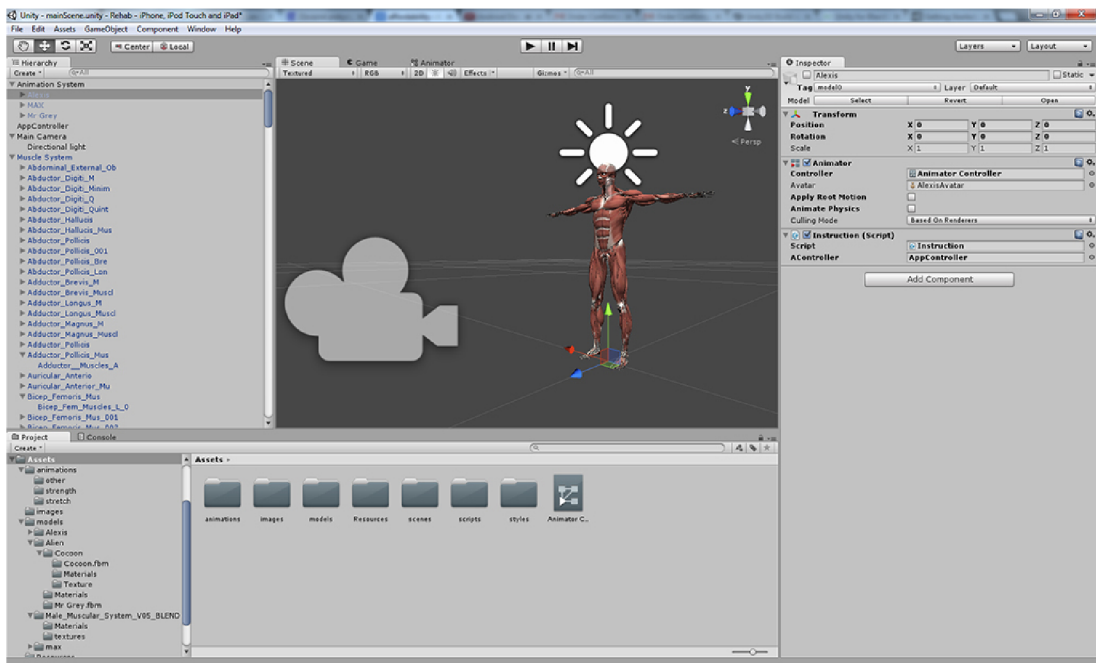 Unity - mainScene.unity - Rehab - iPhone, iPod Touch and iPad*
File Edit Assets GameObject Component Window Help
Center Local
Layers Layout
Hierarchy
Create All
Animation System
Alexis
MAX
Mr Grey
AppController
Main Camera
Directional light
Muscle System
Abdominal_External_Ob
Abductor_Digiti_M
Abductor_Digiti_Minim
Abductor_Digiti_Q
Abductor_Digiti_Quint
Abductor_Hallucis
Abductor_Hallucis_Mus
Abductor_Pollicis
Abductor_Pollicis_001
Abductor_Pollicis_Bre
Abductor_Pollicis_Lon
Adductor_Brevis_M
Adductor_Brevis_Muscl
Adductor_Longus_M
Adductor_Longus_Muscl
Adductor_Magnus_M
Adductor_Magnus_Muscl
Adductor_Pollicis
Adductor_Pollicis_Mus
Adductor__Muscles_A
Auricular_Anterio
Auricular_Anterior_Mu
Bicep_Femoris_Mus
Bicep_Fem_Muscles_L_0
Bicep_Femoris_Mus_001
Bicep_Femoris_Mus_002
Scene Game Animator
Textured RGB 2D Effects Gizmos All
y
z
Persp
Inspector
Alexis Static
Tag model0 Layer Default
Model Select Revert Open
Transform
Position X 0 Y 0 Z 0
Rotation X 0 Y 0 Z 0
Scale X 1 Y 1 Z 1
Animator
Controller Animator Controller
Avatar AlexisAvatar
Apply Root Motion
Animate Physics
Culling Mode Based On Renderers
Instruction (Script)
Script Instruction
AController AppController
Add Component
Project Console
Create
Assets
animations
other
strength
stretch
images
models
Alexis
Alien
Cocoon
Cocoon.fbm
Materials
Texture
Materials
Mr Grey.fbm
Male_Muscular_System_V05_BLEND
Materials
textures
max
Resources
Assets
animations images models Resources scenes scripts styles Animator C...